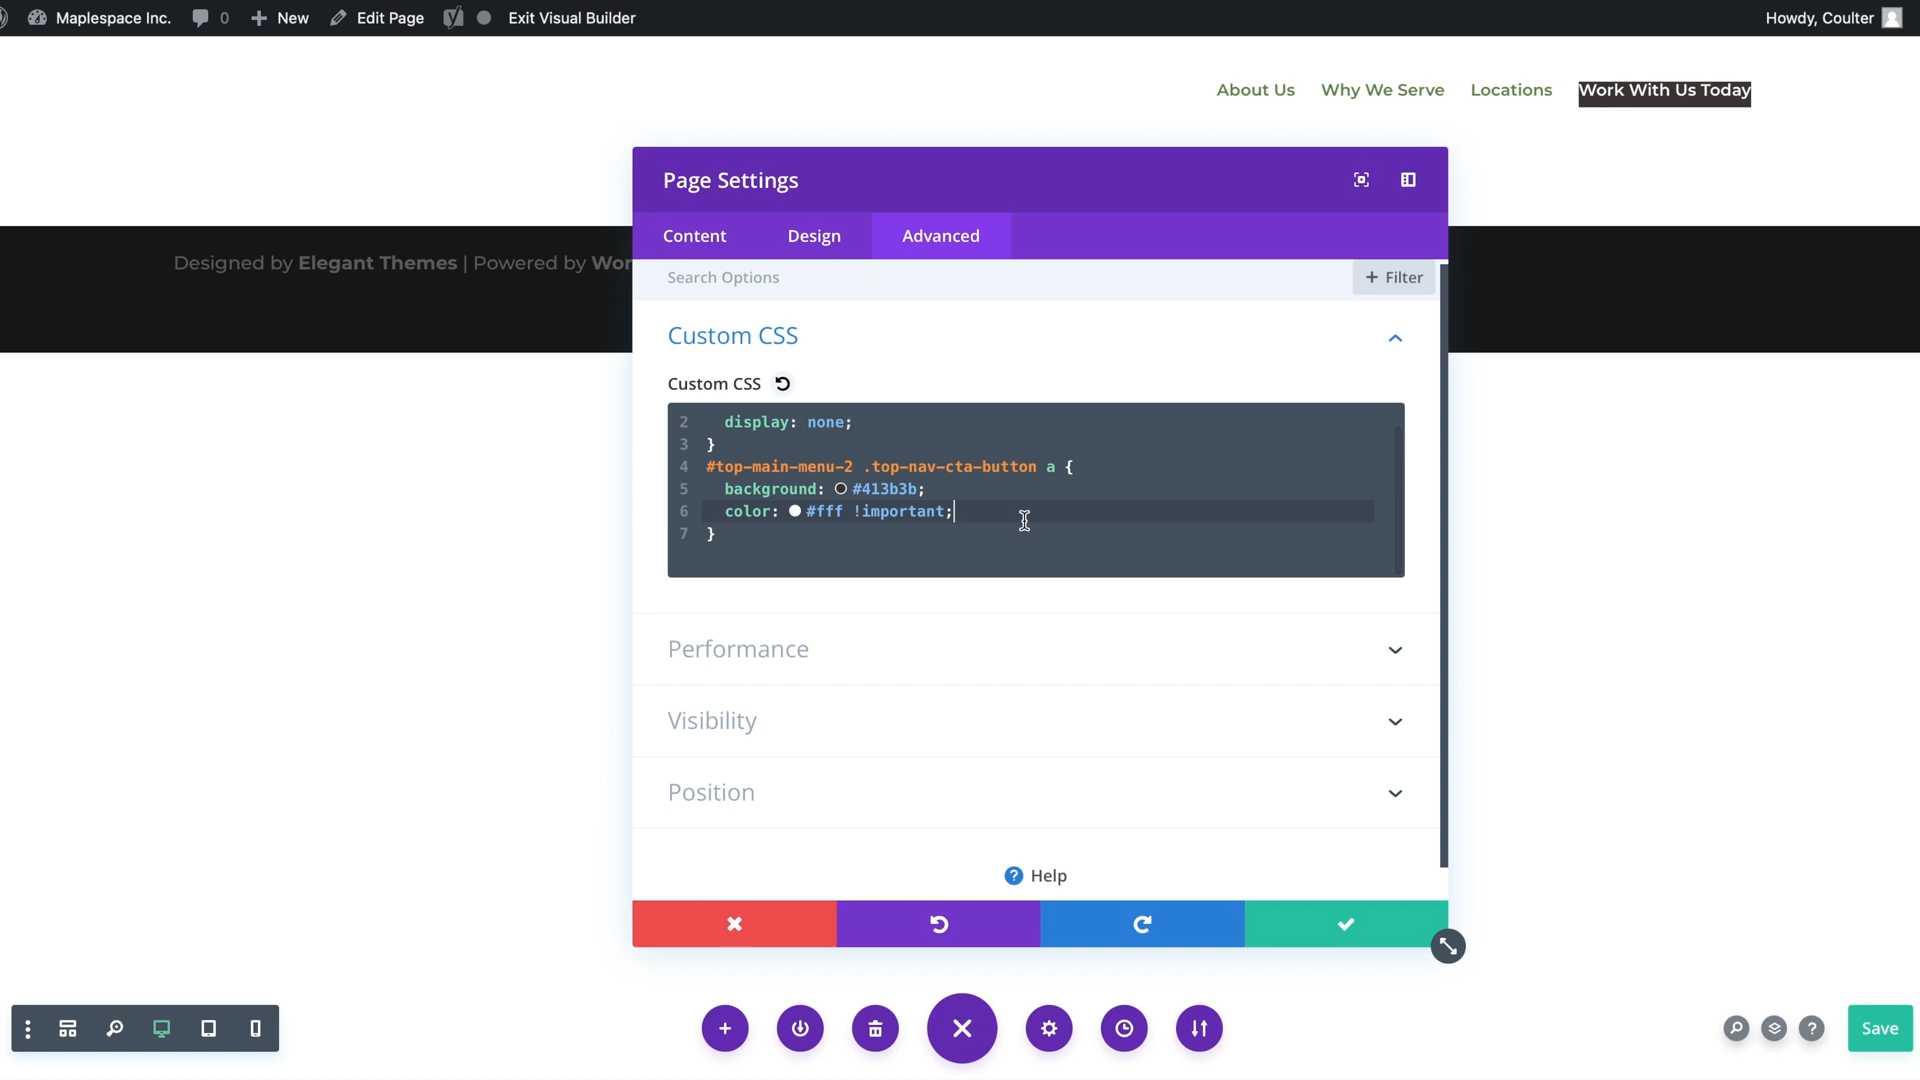 Maplespace Inc. 0 New Edit Page Exit Visual Builder Howdy, Coulter
About Us Why We Serve Locations Work With Us Today
Page Settings
Content Design Advanced
Designed by Elegant Themes | Powered by Wor
Search Options + Filter
Custom CSS
Custom CSS
2 display: none;
3 }
4 #top-main-menu-2 .top-nav-cta-button a {
5 background: #413b3b;
6 color: #fff !important;
7 }
Performance
Visibility
Position
? Help
? Save